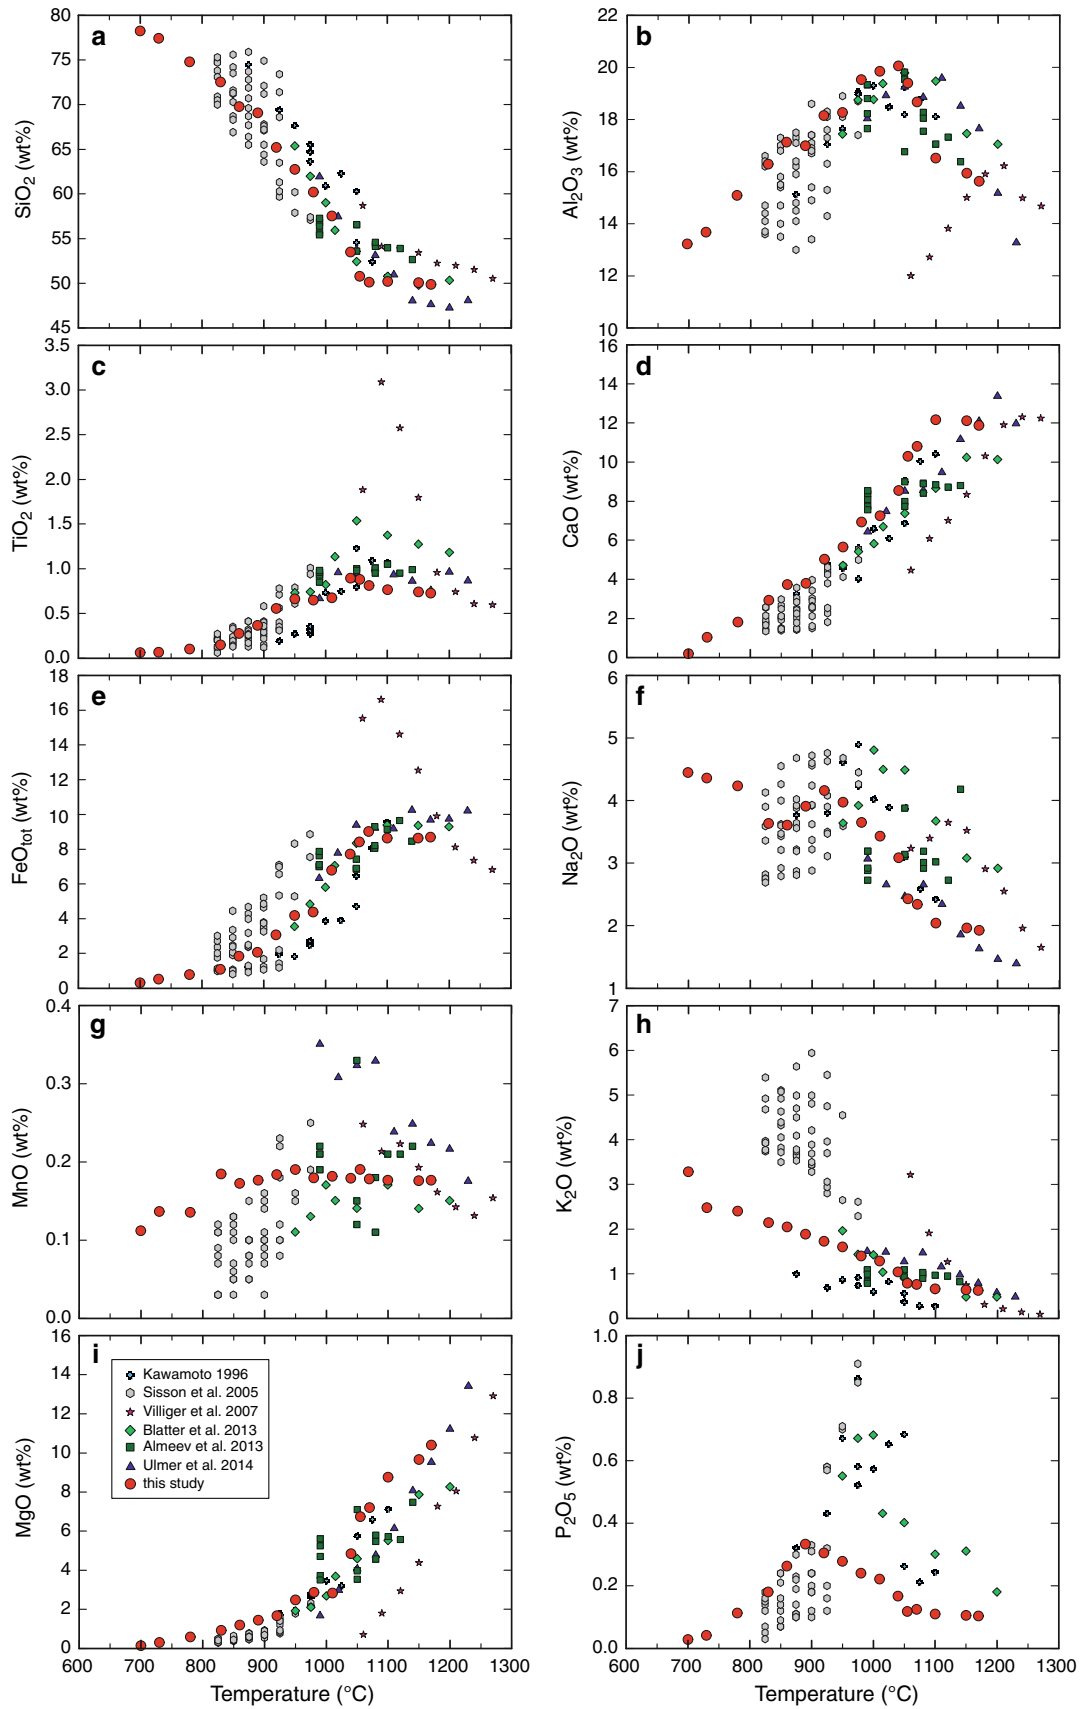 a
80
75
70
65
60
55
50
45
SiO2 (wt%)
b
22
20
18
16
14
12
10
Al2O3 (wt%)
c
3.5
3.0
2.5
2.0
1.5
1.0
0.5
0.0
TiO2 (wt%)
d
16
14
12
10
8
6
4
2
0
CaO (wt%)
e
18
16
14
12
10
8
6
4
2
0
FeOtot (wt%)
f
6
5
4
3
2
1
Na2O (wt%)
g
0.4
0.3
0.2
0.1
0.0
MnO (wt%)
h
7
6
5
4
3
2
1
0
K2O (wt%)
i
16
14
12
10
8
6
4
2
0
MgO (wt%)
Kawamoto 1996
Sisson et al. 2005
Villiger et al. 2007
Blatter et al. 2013
Almeev et al. 2013
Ulmer et al. 2014
this study
600 700 800 900 1000 1100 1200 1300
Temperature (°C)
j
1.0
0.8
0.6
0.4
0.2
0.0
P2O5 (wt%)
600 700 800 900 1000 1100 1200 1300
Temperature (°C)